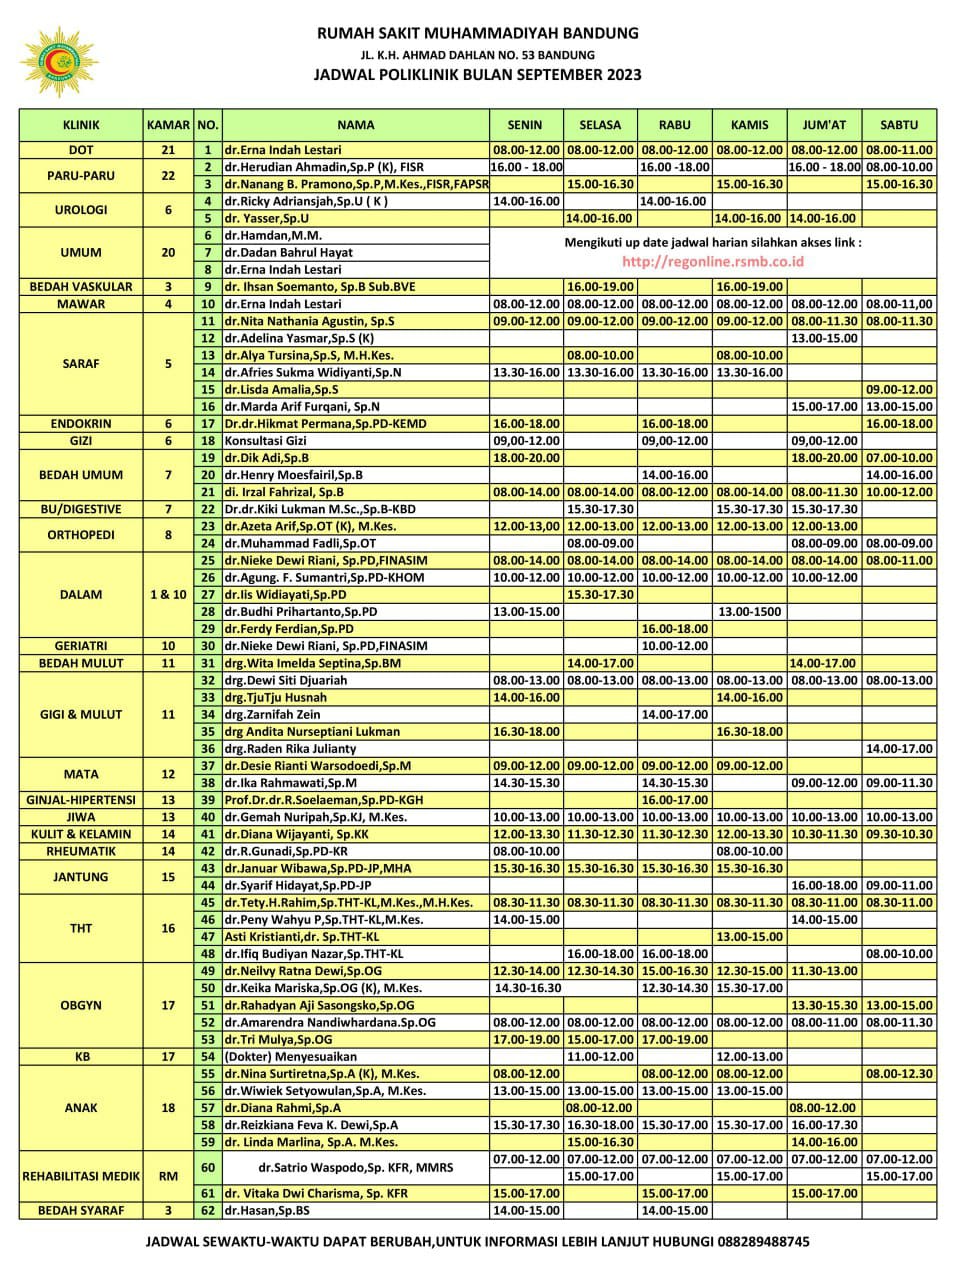 RUMAH SAKIT MUHAMMADIYAH BANDUNG
JL. K.H. AHMAD DAHLAN NO. 53 BANDUNG
JADWAL POLIKLINIK BULAN SEPTEMBER 2023
KLINIK KAMAR NO. NAMA SENIN SELASA RABU KAMIS JUM'AT SABTU
DOT 21 1 dr.Erna Indah Lestari 08.00-12.00 08.00-12.00 08.00-12.00 08.00-12.00 08.00-12.00 08.00-11.00
PARU-PARU 22 2 dr.Herudian Ahmadin,Sp.P (K), FISR 16.00 - 18.00 16.00 -18.00 16.00 - 18.00 08.00-10.00
3 dr.Nanang B. Pramono,Sp.P,M.Kes.,FISR,FAPSR 15.00-16.30 15.00-16.30 15.00-16.30
UROLOGI 6 4 dr.Ricky Adriansjah,Sp.U ( K ) 14.00-16.00 14.00-16.00
5 dr. Yasser,Sp.U 14.00-16.00 14.00-16.00 14.00-16.00
UMUM 20 6 dr.Hamdan,M.M. Mengikuti up date jadwal harian silahkan akses link :
7 dr.Dadan Bahrul Hayat http://regonline.rsmb.co.id
8 dr.Erna Indah Lestari
BEDAH VASKULAR 3 9 dr. Ihsan Soemanto, Sp.B Sub.BVE 16.00-19.00 16.00-19.00
MAWAR 4 10 dr.Erna Indah Lestari 08.00-12.00 08.00-12.00 08.00-12.00 08.00-12.00 08.00-12.00 08.00-11,00
SARAF 5 11 dr.Nita Nathania Agustin, Sp.S 09.00-12.00 09.00-12.00 09.00-12.00 09.00-12.00 08.00-11.30 08.00-11.30
12 dr.Adelina Yasmar,Sp.S (K) 13.00-15.00
13 dr.Alya Tursina,Sp.S, M.H.Kes. 08.00-10.00 08.00-10.00
14 dr.Afries Sukma Widiyanti,Sp.N 13.30-16.00 13.30-16.00 13.30-16.00 13.30-16.00
15 dr.Lisda Amalia,Sp.S 09.00-12.00
16 dr.Marda Arif Furqani, Sp.N 15.00-17.00 13.00-15.00
ENDOKRIN 6 17 Dr.dr.Hikmat Permana,Sp.PD-KEMD 16.00-18.00 16.00-18.00 16.00-18.00
GIZI 6 18 Konsultasi Gizi 09,00-12.00 09,00-12.00 09,00-12.00
BEDAH UMUM 7 19 dr.Dik Adi,Sp.B 18.00-20.00 18.00-20.00 07.00-10.00
20 dr.Henry Moesfairil,Sp.B 14.00-16.00 14.00-16.00
21 di. Irzal Fahrizal, Sp.B 08.00-14.00 08.00-14.00 08.00-12.00 08.00-14.00 08.00-11.30 10.00-12.00
BU/DIGESTIVE 7 22 Dr.dr.Kiki Lukman M.Sc.,Sp.B-KBD 15.30-17.30 15.30-17.30 15.30-17.30
ORTHOPEDI 8 23 dr.Azeta Arif,Sp.OT (K), M.Kes. 12.00-13,00 12.00-13.00 12.00-13.00 12.00-13.00 12.00-13.00
24 dr.Muhammad Fadli,Sp.OT 08.00-09.00 08.00-09.00 08.00-09.00
DALAM 1 & 10 25 dr.Nieke Dewi Riani, Sp.PD,FINASIM 08.00-14.00 08.00-14.00 08.00-14.00 08.00-14.00 08.00-14.00 08.00-11.00
26 dr.Agung. F. Sumantri,Sp.PD-KHOM 10.00-12.00 10.00-12.00 10.00-12.00 10.00-12.00 10.00-12.00
27 dr.Iis Widiayati,Sp.PD 15.30-17.30
28 dr.Budhi Prihartanto,Sp.PD 13.00-15.00 13.00-1500
29 dr.Ferdy Ferdian,Sp.PD 16.00-18.00
GERIATRI 10 30 dr.Nieke Dewi Riani, Sp.PD,FINASIM 10.00-12.00
BEDAH MULUT 11 31 drg.Wita Imelda Septina,Sp.BM 14.00-17.00 14.00-17.00
GIGI & MULUT 11 32 drg.Dewi Siti Djuariah 08.00-13.00 08.00-13.00 08.00-13.00 08.00-13.00 08.00-13.00 08.00-13.00
33 drg.TjuTju Husnah 14.00-16.00 14.00-16.00
34 drg.Zarnifah Zein 14.00-17.00
35 drg Andita Nurseptiani Lukman 16.30-18.00 16.30-18.00
36 drg.Raden Rika Julianty 14.00-17.00
MATA 12 37 dr.Desie Rianti Warsodoedi,Sp.M 09.00-12.00 09.00-12.00 09.00-12.00 09.00-12.00
38 dr.Ika Rahmawati,Sp.M 14.30-15.30 14.30-15.30 09.00-12.00 09.00-11.30
GINJAL-HIPERTENSI 13 39 Prof.Dr.dr.R.Soelaeman,Sp.PD-KGH 16.00-17.00
JIWA 13 40 dr.Gemah Nuripah,Sp.KJ, M.Kes. 10.00-13.00 10.00-13.00 10.00-13.00 10.00-13.00 10.00-13.00 10.00-13.00
KULIT & KELAMIN 14 41 dr.Diana Wijayanti, Sp.KK 12.00-13.30 11.30-12.30 11.30-12.30 12.00-13.30 10.30-11.30 09.30-10.30
RHEUMATIK 14 42 dr.R.Gunadi,Sp.PD-KR 08.00-10.00 08.00-10.00
JANTUNG 15 43 dr.Januar Wibawa,Sp.PD-JP,MHA 15.30-16.30 15.30-16.30 15.30-16.30 15.30-16.30
44 dr.Syarif Hidayat,Sp.PD-JP 16.00-18.00 09.00-11.00
THT 16 45 dr.Tety.H.Rahim,Sp.THT-KL,M.Kes.,M.H.Kes. 08.30-11.30 08.30-11.30 08.30-11.30 08.30-11.30 08.30-11.00 08.30-11.00
46 dr.Peny Wahyu P,Sp.THT-KL,M.Kes. 14.00-15.00 14.00-15.00
47 Asti Kristianti,dr. Sp.THT-KL 13.00-15.00
48 dr.Ifiq Budiyan Nazar,Sp.THT-KL 16.00-18.00 16.00-18.00 08.00-10.00
OBGYN 17 49 dr.Neilvy Ratna Dewi,Sp.OG 12.30-14.00 12.30-14.30 15.00-16.30 12.30-15.00 11.30-13.00
50 dr.Keika Mariska,Sp.OG (K), M.Kes. 14.30-16.30 12.30-14.30 15.30-17.00
51 dr.Rahadyan Aji Sasongsko,Sp.OG 13.30-15.30 13.00-15.00
52 dr.Amarendra Nandiwhardana.Sp.OG 08.00-12.00 08.00-12.00 08.00-12.00 08.00-12.00 08.00-11.00 08.00-11.30
53 dr.Tri Mulya,Sp.OG 17.00-19.00 15.00-17.00 17.00-19.00
KB 17 54 (Dokter) Menyesuaikan 11.00-12.00 12.00-13.00
ANAK 18 55 dr.Nina Surtiretna,Sp.A (K), M.Kes. 08.00-12.00 08.00-12.00 08.00-12.00 08.00-12.30
56 dr.Wiwiek Setyowulan,Sp.A, M.Kes. 13.00-15.00 13.00-15.00 13.00-15.00 13.00-15.00
57 dr.Diana Rahmi,Sp.A 08.00-12.00 08.00-12.00
58 dr.Reizkiana Feva K. Dewi,Sp.A 15.30-17.30 16.30-18.00 15.30-17.00 15.30-17.00 16.00-17.30
59 dr. Linda Marlina, Sp.A. M.Kes. 15.00-16.30 14.00-16.00
REHABILITASI MEDIK RM 60 dr.Satrio Waspodo,Sp. KFR, MMRS 07.00-12.00 07.00-12.00 07.00-12.00 07.00-12.00 07.00-12.00 07.00-12.00
15.00-17.00 15.00-17.00 15.00-17.00
61 dr. Vitaka Dwi Charisma, Sp. KFR 15.00-17.00 15.00-17.00 15.00-17.00
BEDAH SYARAF 3 62 dr.Hasan,Sp.BS 14.00-15.00 14.00-15.00
JADWAL SEWAKTU-WAKTU DAPAT BERUBAH,UNTUK INFORMASI LEBIH LANJUT HUBUNGI 088289488745